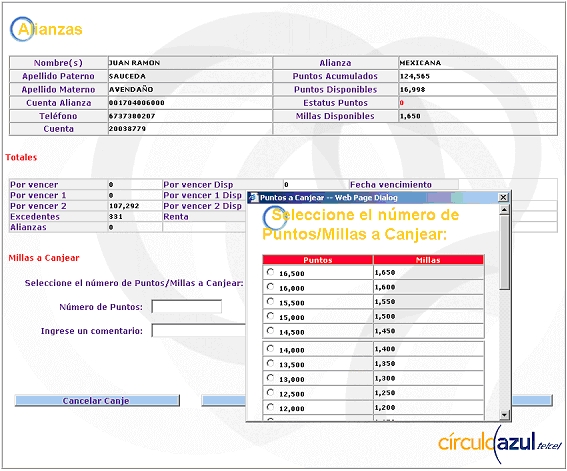 Alianzas
Nombre(s) JUAN RAMON Alianza MEXICANA
Apellido Paterno SAUCEDA Puntos Acumulados 124,565
Apellido Materno AVENDAÑO Puntos Disponibles 16,998
Cuenta Alianza 001704006000 Estatus Puntos 0
Teléfono 6737387207 Millas Disponibles 1,650
Cuenta 20038779
Totales
Por vencer 0 Por vencer Disp 0 Fecha vencimiento
Por vencer 1 0 Por vencer 1 Disp
Por vencer 2 107,292 Por vencer 2 Disp
Excedentes 331 Renta
Alianzas 0
Millas a Canjear
Seleccione el número de Puntos/Millas a Canjear:
Número de Puntos:
Ingrese un comentario:
Cancelar Canje
Puntos a Canjear -- Web Page Dialog
Seleccione el número de
Puntos/Millas a Canjear:
Puntos Millas
16,500 1,650
16,000 1,600
15,500 1,550
15,000 1,500
14,500 1,450
14,000 1,400
13,500 1,350
13,000 1,300
12,500 1,250
12,000 1,200
círculoazul telcel